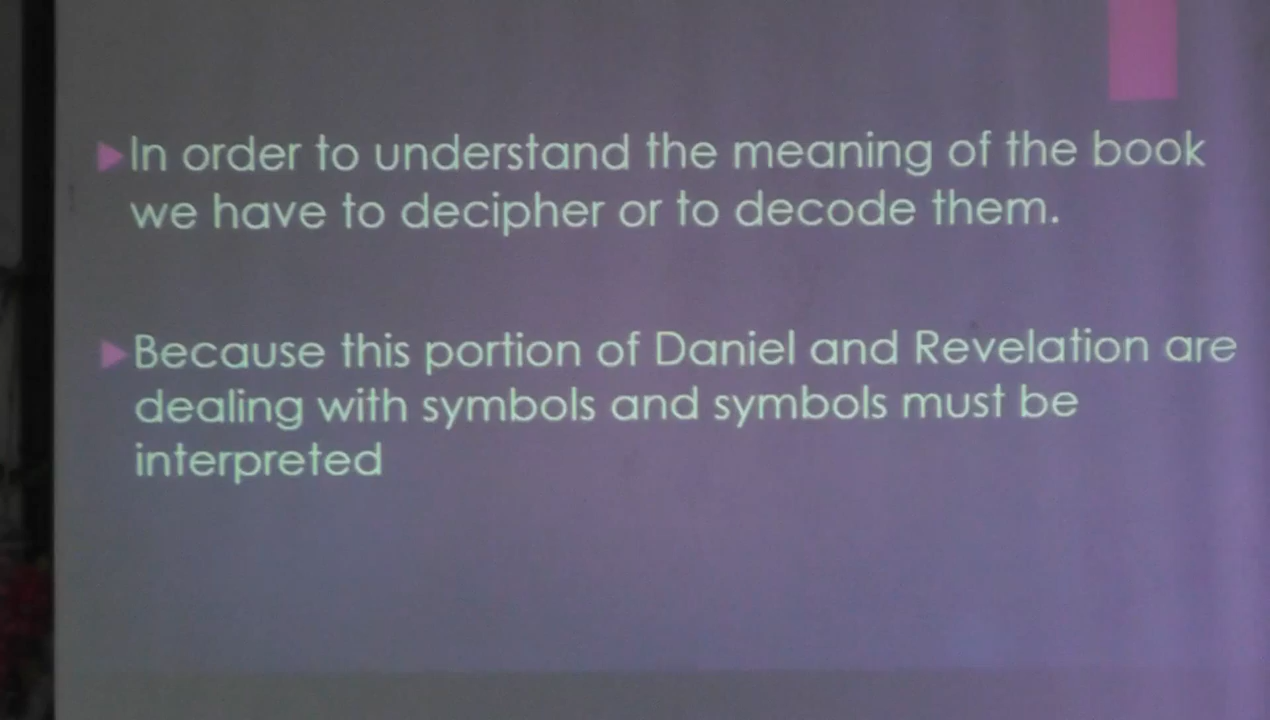 In order to understand the meaning of the book
we have to decipher or to decode them.
Because this portion of Daniel and Revelation are
dealing with symbols and symbols must be
interpreted